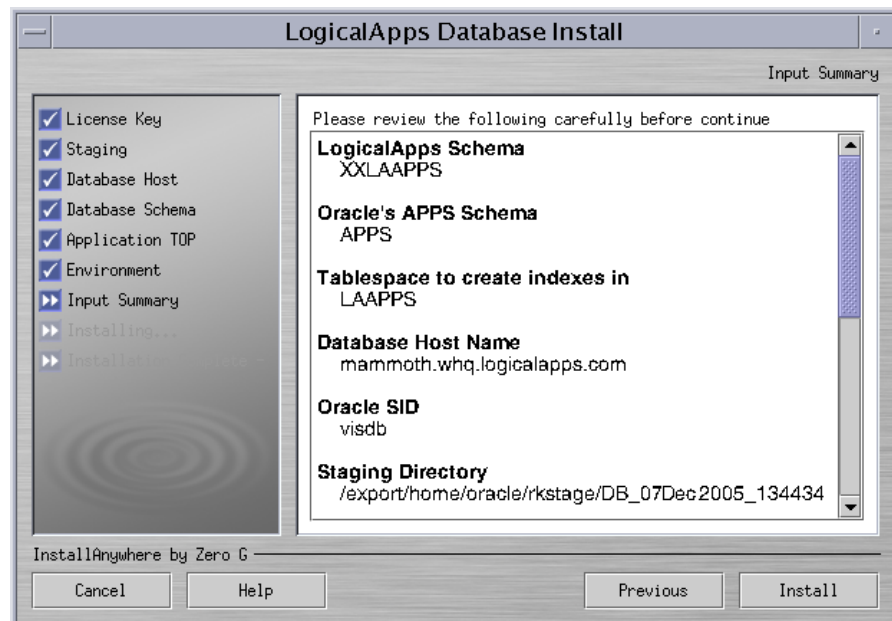 LogicalApps Database Install
Input Summary
License Key
Staging
Database Host
Database Schema
Application TOP
Environment
Input Summary
Installing...
Please review the following carefully before continue
LogicalApps Schema
XXLAAPPS
Oracle's APPS Schema
APPS
Tablespace to create indexes in
LAAPPS
Database Host Name
mammoth.whq.logicalapps.com
Oracle SID
visdb
Staging Directory
/export/home/oracle/rkstage/DB_07Dec2005_134434
InstallAnywhere by Zero G
Cancel
Help
Previous
Install